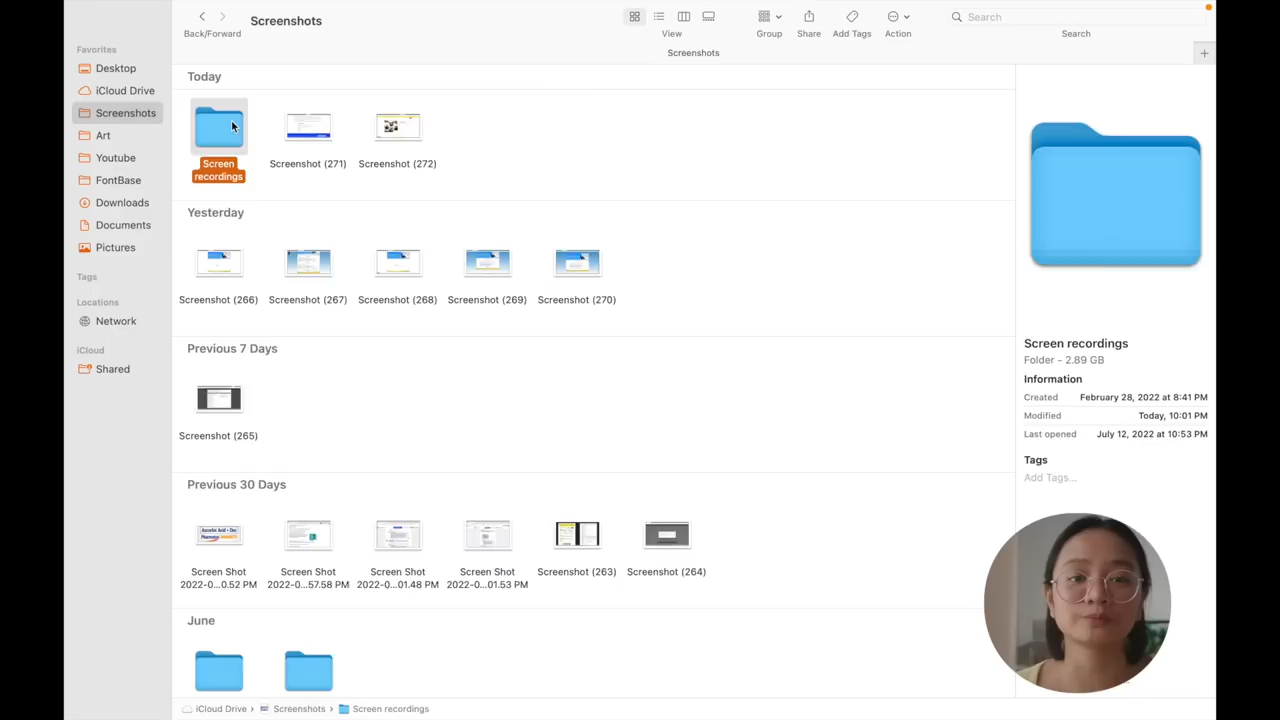 Back/Forward
Screenshots
View
Group
Share
Add Tags
Action
Search
Search
Screenshots
Favorites
Desktop
iCloud Drive
Screenshots
Art
Youtube
FontBase
Downloads
Documents
Pictures
Tags
Locations
Network
iCloud
Shared
Today
Screen
recordings
Screenshot (271)
Screenshot (272)
Yesterday
Screenshot (266)
Screenshot (267)
Screenshot (268)
Screenshot (269)
Screenshot (270)
Previous 7 Days
Screenshot (265)
Previous 30 Days
Screen Shot
2022-0...0.52 PM
Screen Shot
2022-0...57.58 PM
Screen Shot
2022-0...01.48 PM
Screen Shot
2022-0...01.53 PM
Screenshot (263)
Screenshot (264)
June
Screen recordings
Folder - 2.89 GB
Information
Created February 28, 2022 at 8:41 PM
Modified Today, 10:01 PM
Last opened July 12, 2022 at 10:53 PM
Tags
Add Tags...
iCloud Drive › Screenshots › Screen recordings